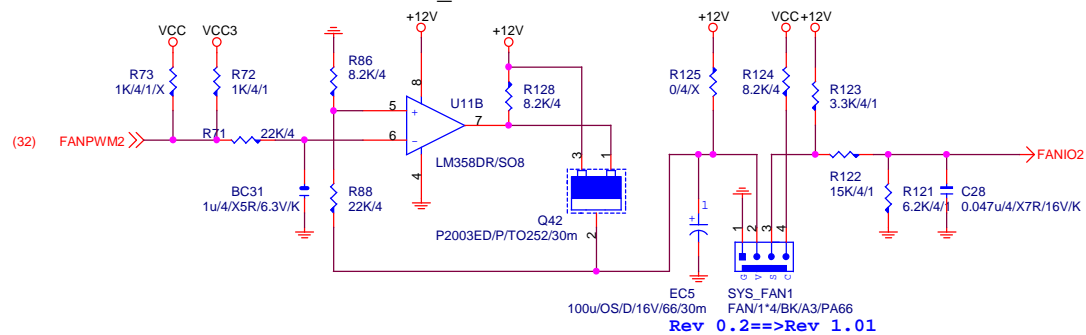 +12V
+12V
+12V
VCC
+12V
VCC
VCC3
R73
1K/4/1/X
R72
1K/4/1
R86
8.2K/4
8
U11B
R128
8.2K/4
R125
0/4/X
R124
8.2K/4
R123
3.3K/4/1
5
+
7
6
−
(32)
FANPWM2
R71
22K/4
LM358DR/SO8
4
FANIO2
BC31
1u/4/X5R/6.3V/K
R88
22K/4
3
1
R122
15K/4/1
R121
6.2K/4/1
C28
0.047u/4/X7R/16V/K
Q42
P2003ED/P/TO252/30m
2
+
1
1
2
3
4
G
V
S
C
EC5
100u/OS/D/16V/66/30m
SYS_FAN1
FAN/1*4/BK/A3/PA66
Rev 0.2==>Rev 1.01